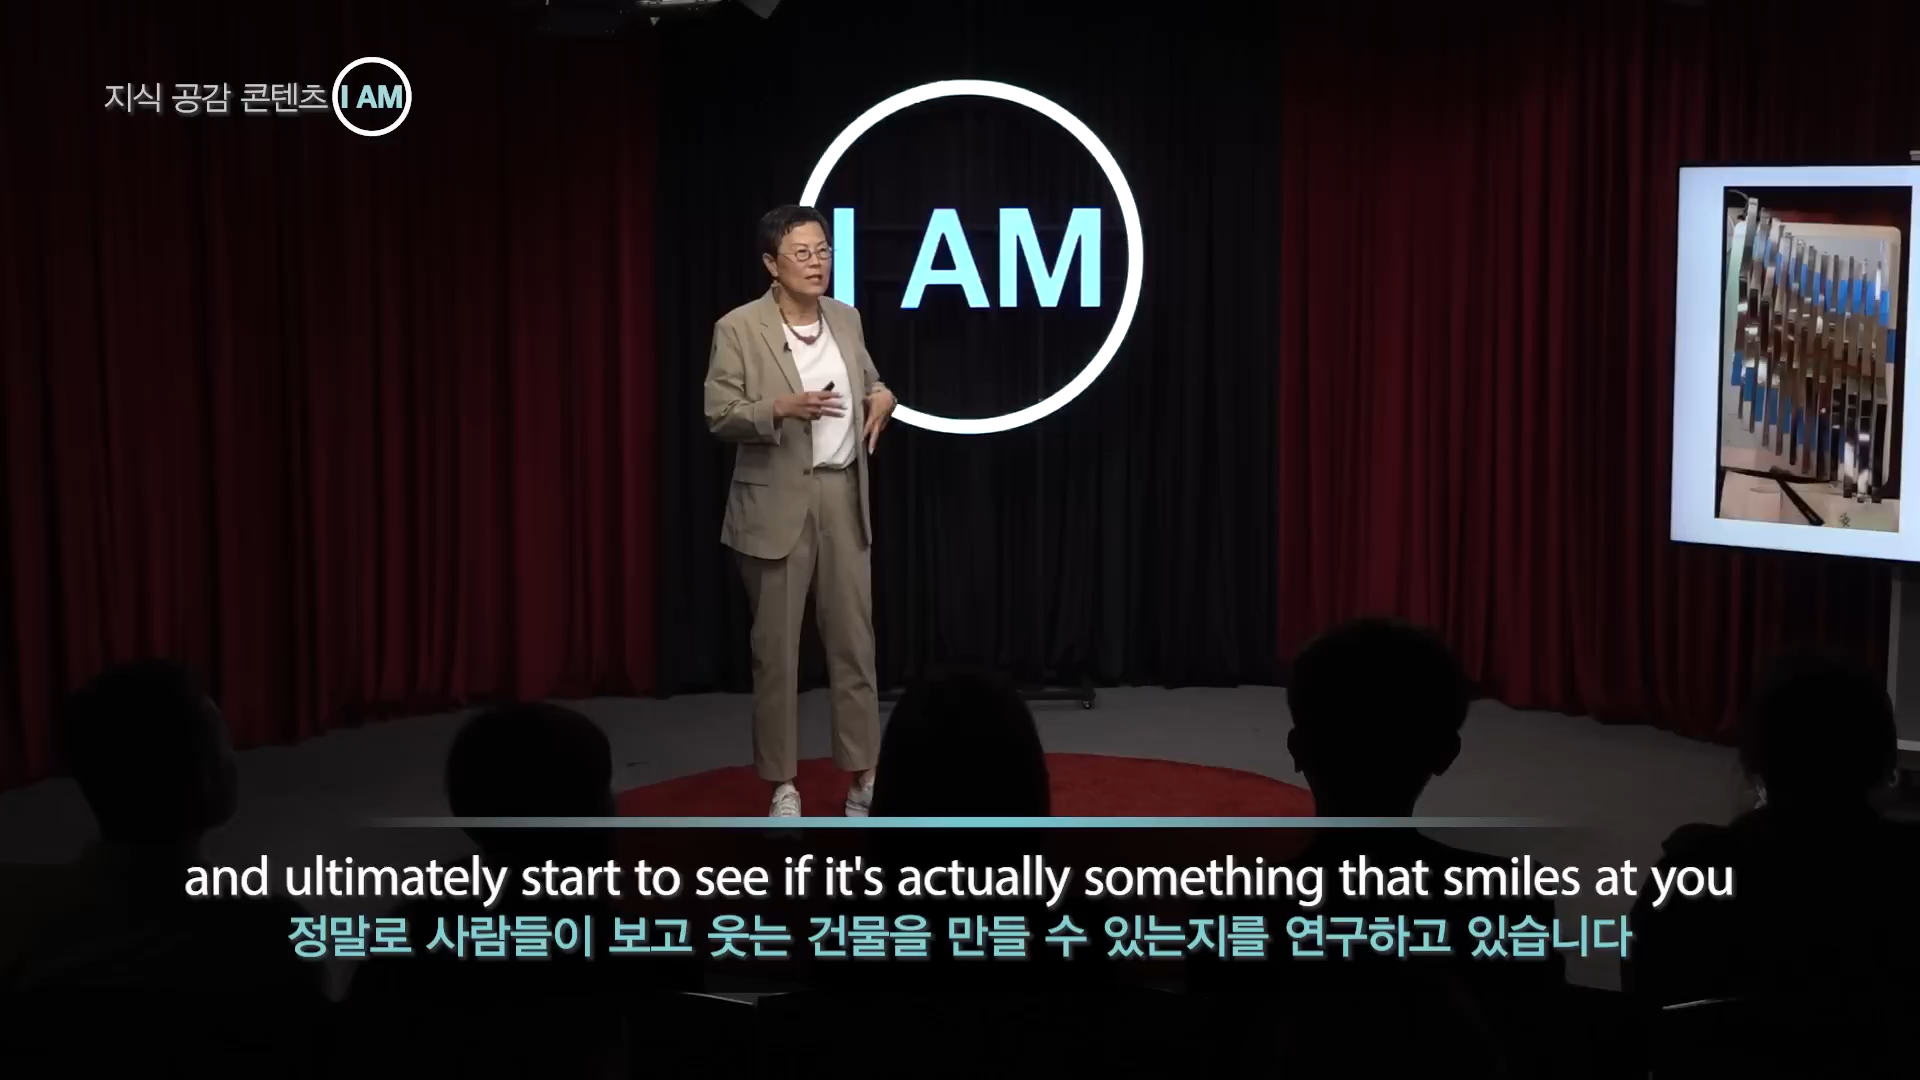 지식 공감 콘텐츠 I AM
I AM
and ultimately start to see if it's actually something that smiles at you
정말로 사람들이 보고 웃는 건물을 만들 수 있는지를 연구하고 있습니다